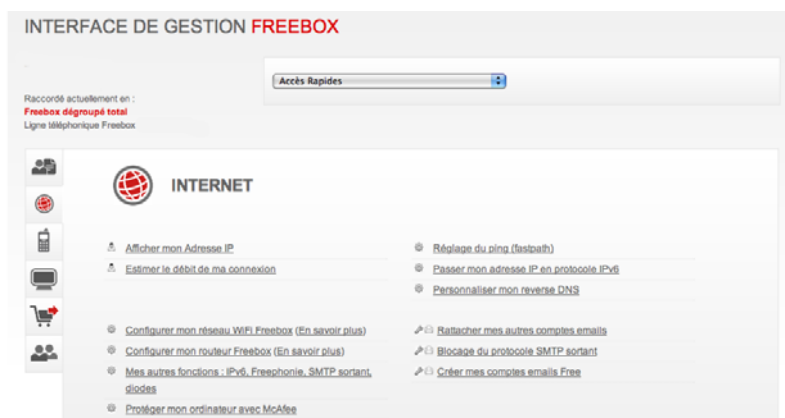 INTERFACE DE GESTION FREEBOX
Accès Rapides
Raccordé actuellement en :
Freebox dégroupé total
Ligne téléphonique Freebox
INTERNET
Afficher mon Adresse IP
Estimer le débit de ma connexion
Réglage du ping (fastpath)
Passer mon adresse IP en protocole IPv6
Personnaliser mon reverse DNS
Configurer mon réseau WiFi Freebox (En savoir plus)
Configurer mon routeur Freebox (En savoir plus)
Mes autres fonctions : IPv6, Freephonie, SMTP sortant,
diodes
Protéger mon ordinateur avec McAfee
Rattacher mes autres comptes emails
Blocage du protocole SMTP sortant
Créer mes comptes emails Free